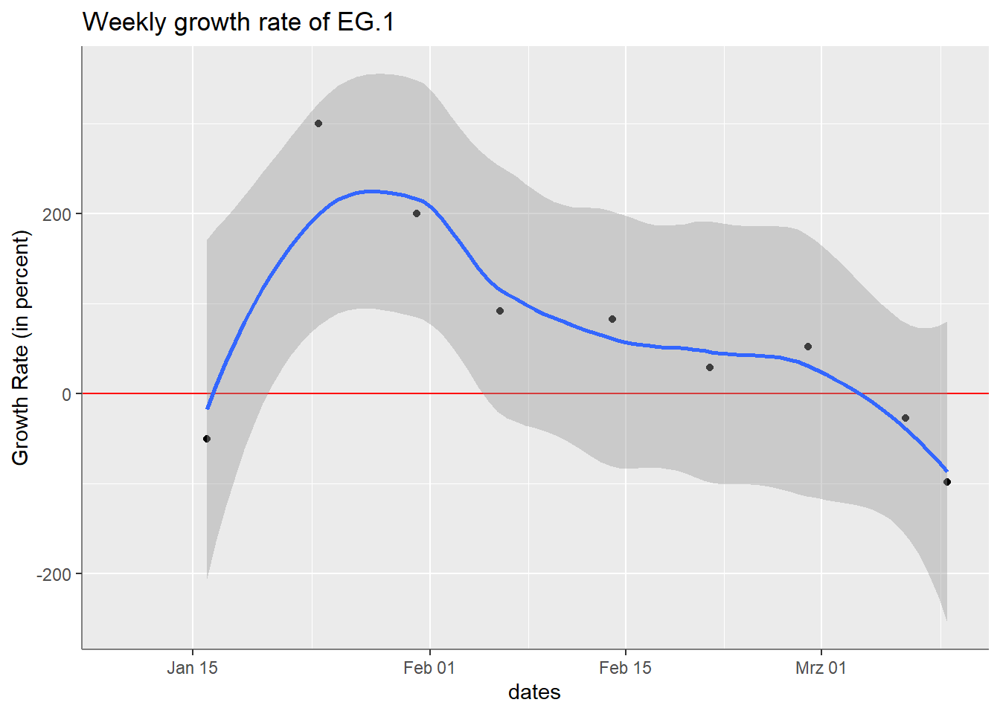 Weekly growth rate of EG.1
Growth Rate (in percent)
200
0
-200
Jan 15
Feb 01
Feb 15
Mrz 01
dates